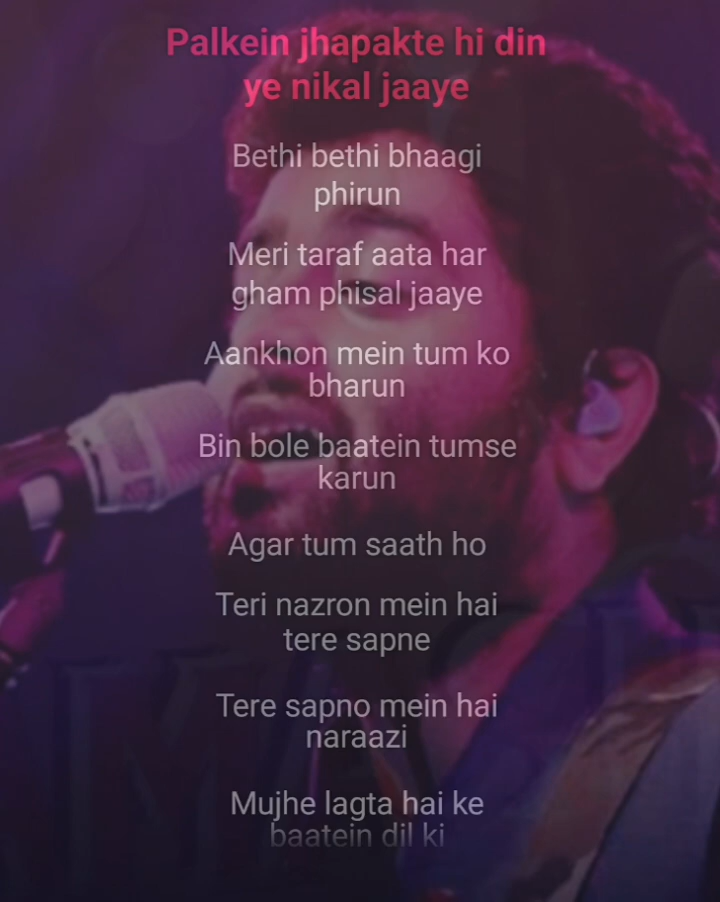 Palkein jhapakte hi din
ye nikal jaaye
Bethi bethi bhaagi
phirun
Meri taraf aata har
gham phisal jaaye
Aankhon mein tum ko
bharun
Bin bole baatein tumse
karun
Agar tum saath ho
Teri nazron mein hai
tere sapne
Tere sapno mein hai
naraazi
Mujhe lagta hai ke
baatein dil ki